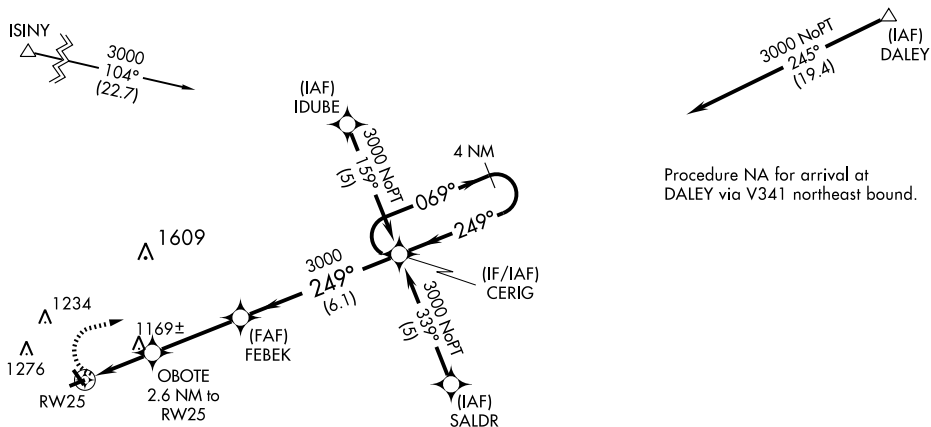 ISINY
3000
104°
(22.7)
3000 NoPT
245°
(19.4)
(IAF)
DALEY
(IAF)
IDUBE
3000 NoPT
159°
(5)
4 NM
069°
249°
Procedure NA for arrival at
DALEY via V341 northeast bound.
1609
3000
249°
(6.1)
(IF/IAF)
CERIG
3000 NoPT
339°
(5)
1234
1169±
1276
(FAF)
FEBEK
OBOTE
2.6 NM to
RW25
RW25
(IAF)
SALDR